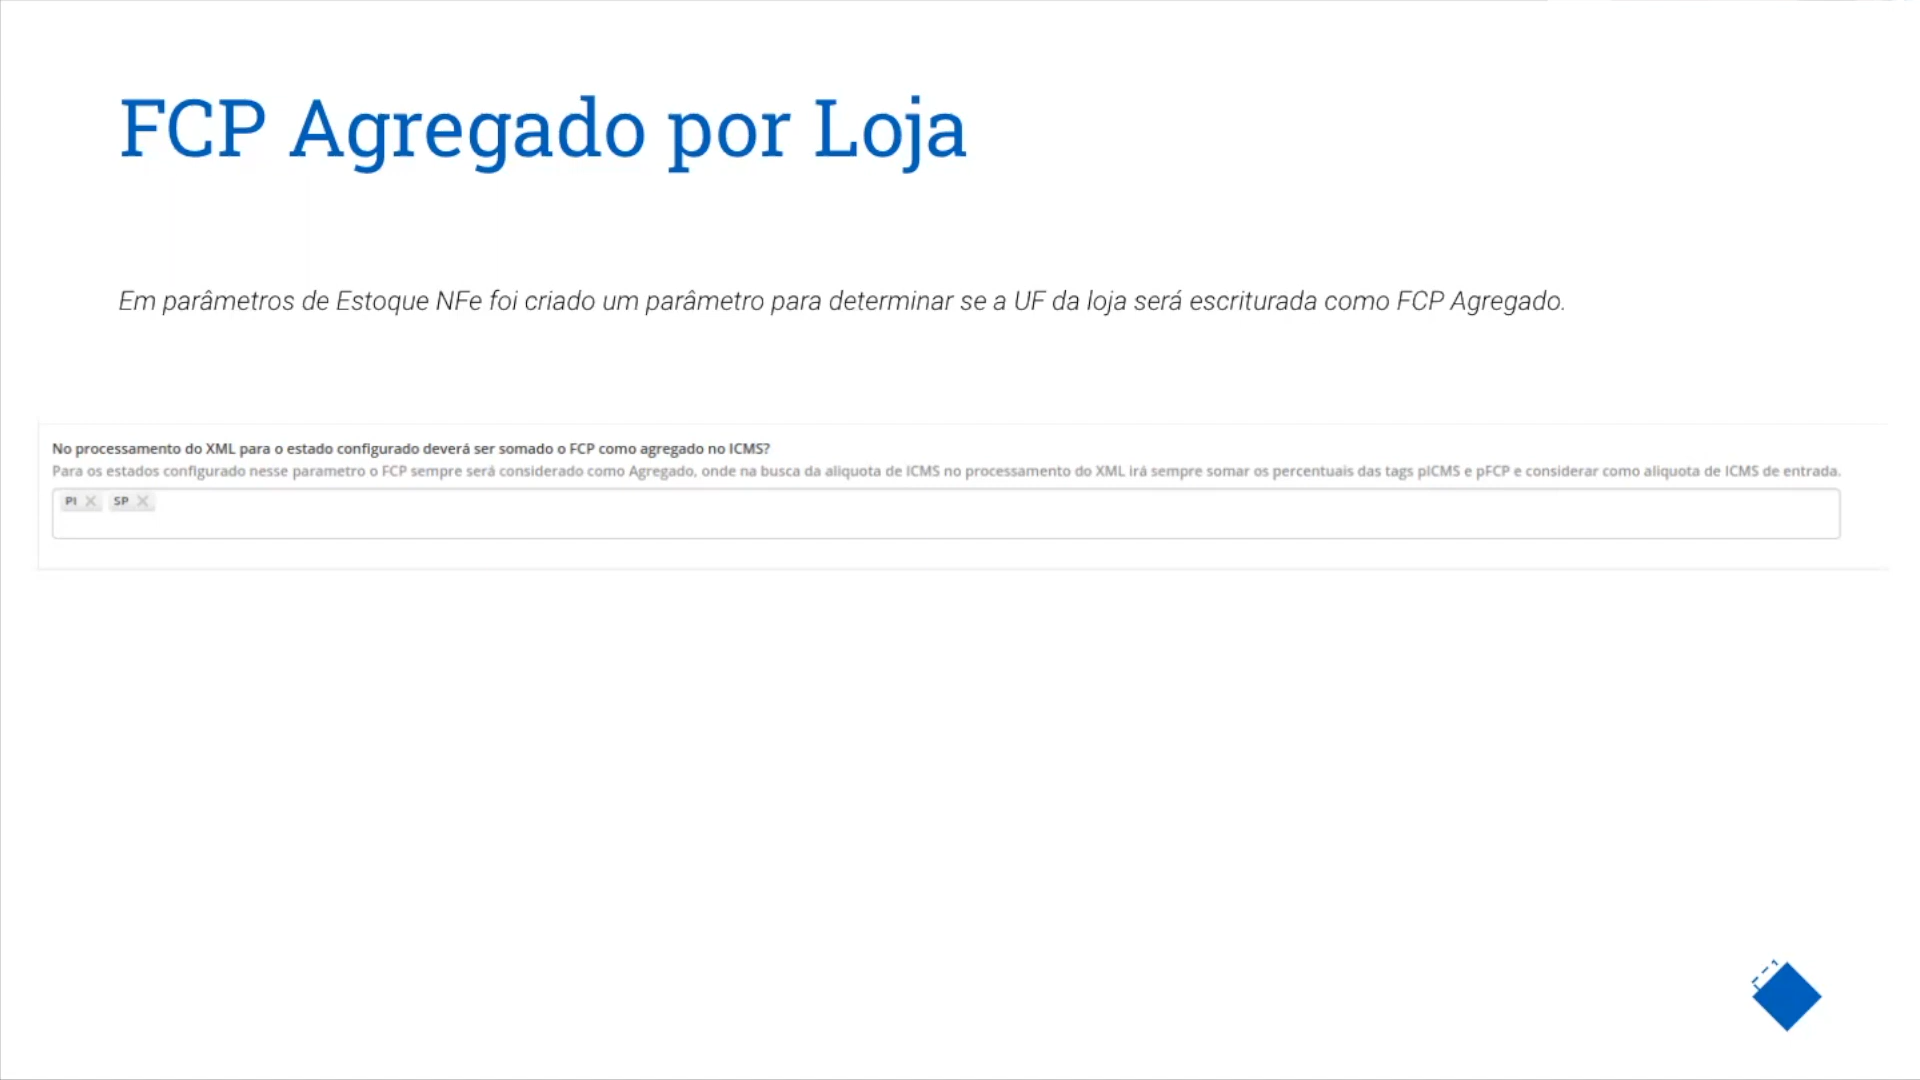 FCP Agregado por Loja
Em parâmetros de Estoque NFe foi criado um parâmetro para determinar se a UF da loja será escriturada como FCP Agregado.
No processamento do XML para o estado configurado deverá ser somado o FCP como agregado no ICMS?
Para os estados configurado nesse parametro o FCP sempre será considerado como Agregado, onde na busca da aliquota de ICMS no processamento do XML irá sempre somar os percentuais das tags pICMS e pFCP e considerar como aliquota de ICMS de entrada.
PI SP